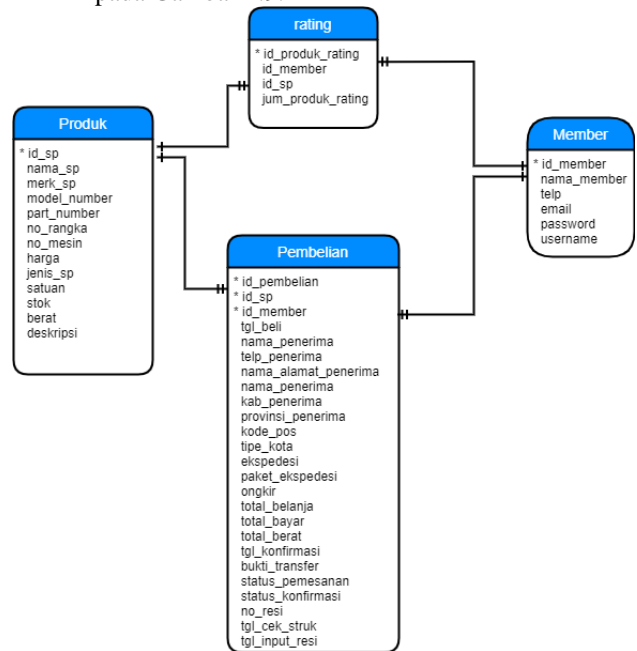 rating
* id_produk_rating
id_member
id_sp
jum_produk_rating
Produk
* id_sp
nama_sp
merk_sp
model_number
part_number
no_rangka
no_mesin
harga
jenis_sp
satuan
stok
berat
deskripsi
Member
* id_member
nama_member
telp
email
password
username
Pembelian
* id_pembelian
* id_sp
* id_member
tgl_beli
nama_penerima
telp_penerima
nama_alamat_penerima
nama_penerima
kab_penerima
provinsi_penerima
kode_pos
tipe_kota
ekspedesi
paket_ekspedesi
ongkir
total_belanja
total_bayar
total_berat
tgl_konfirmasi
bukti_transfer
status_pemesanan
status_konfirmasi
no_resi
tgl_cek_struk
tgl_input_resi